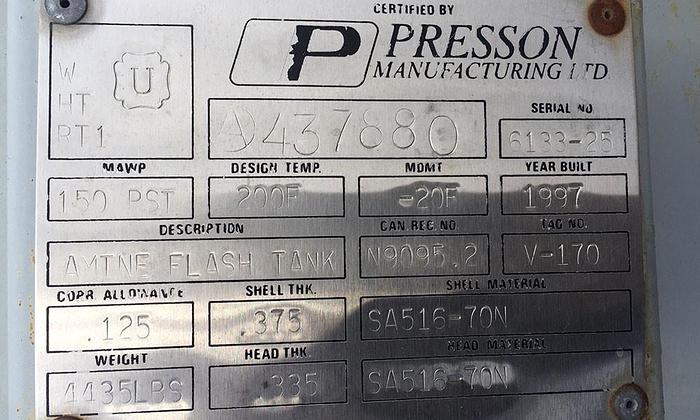 CERTIFIED BY
P PRESSON
MANUFACTURING LTD
W U
HT
RT1
A437880
SERIAL NO.
6133-25
MAWP DESIGN TEMP. MDMT YEAR BUILT
150 PSI 200F -20F 1997
DESCRIPTION CAN REG NO. TAG NO.
AMINE FLASH TANK N9095.2 V-170
CORR. ALLOWANCE SHELL THK. SHELL MATERIAL
.125 .375 SA516-70N
WEIGHT HEAD THK. HEAD MATERIAL
4435LBS .335 SA516-70N